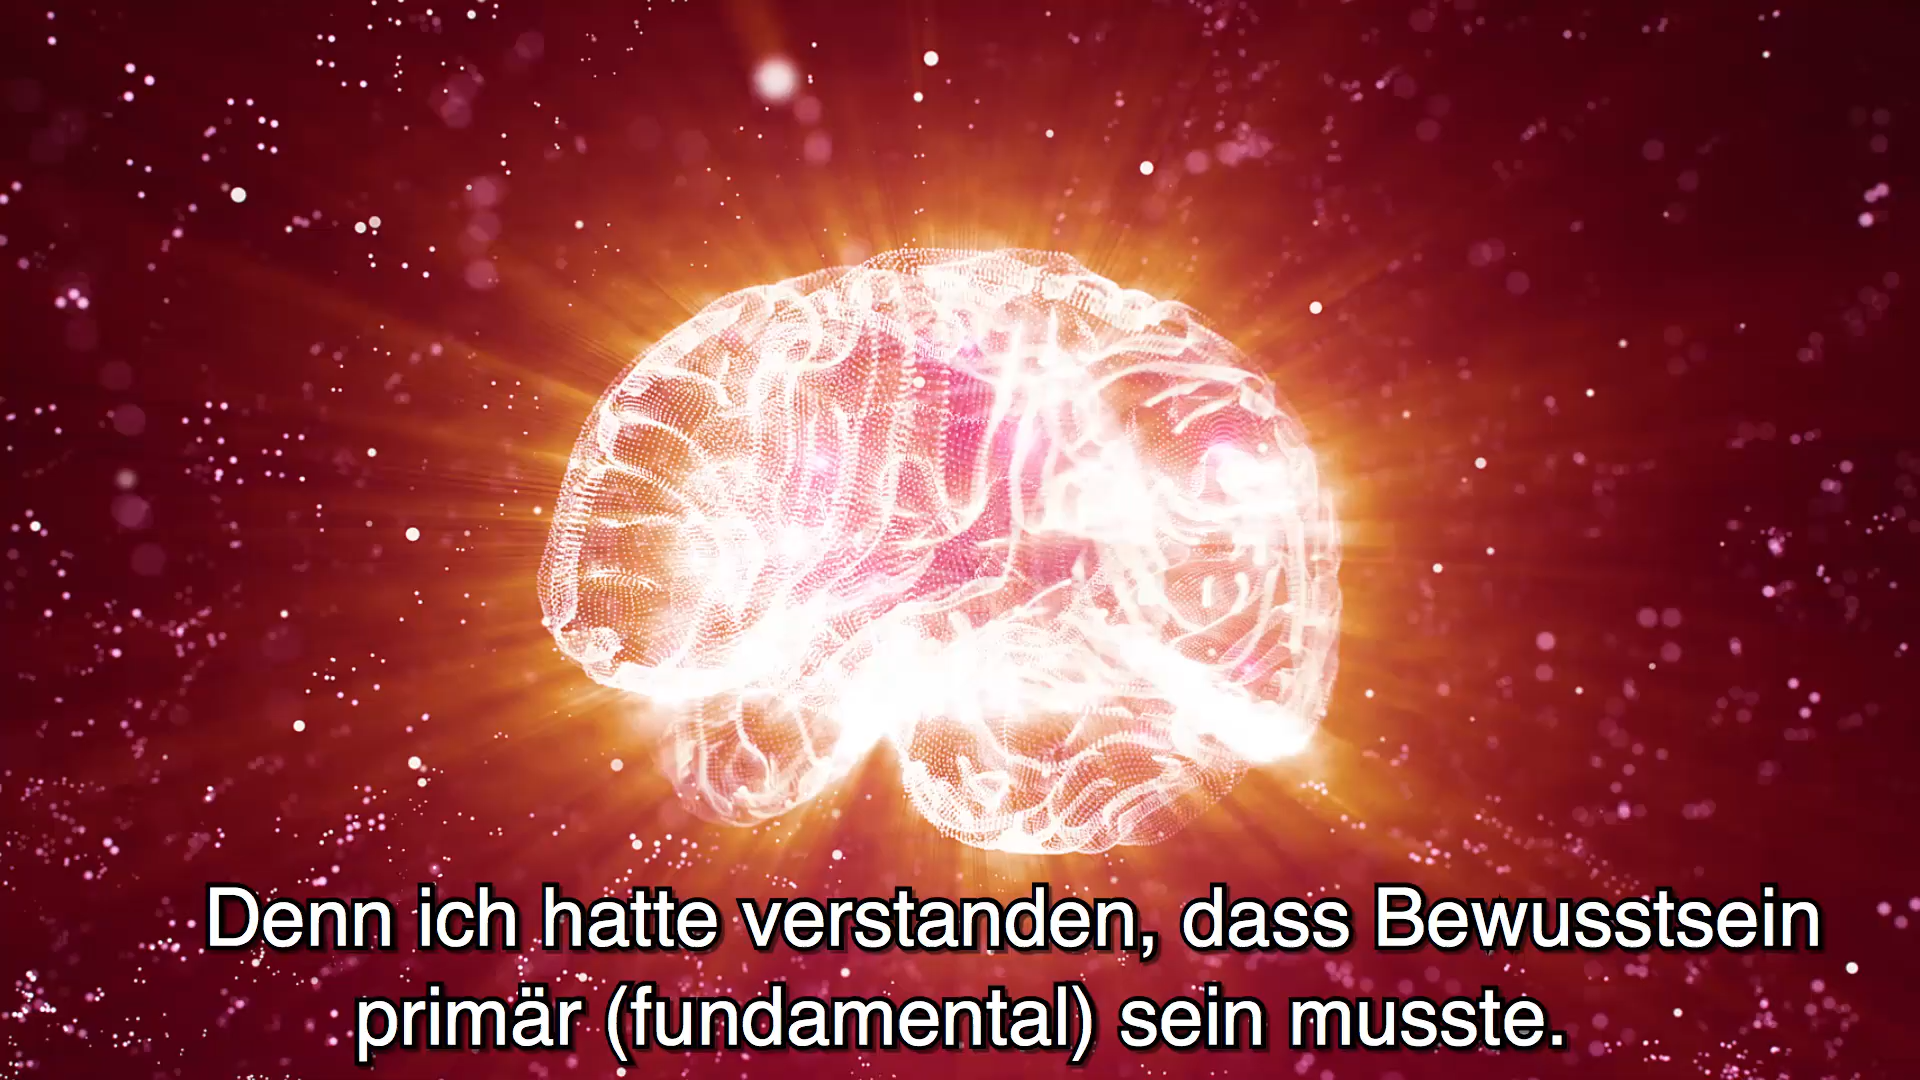 Denn ich hatte verstanden, dass Bewusstsein
primär (fundamental) sein musste.